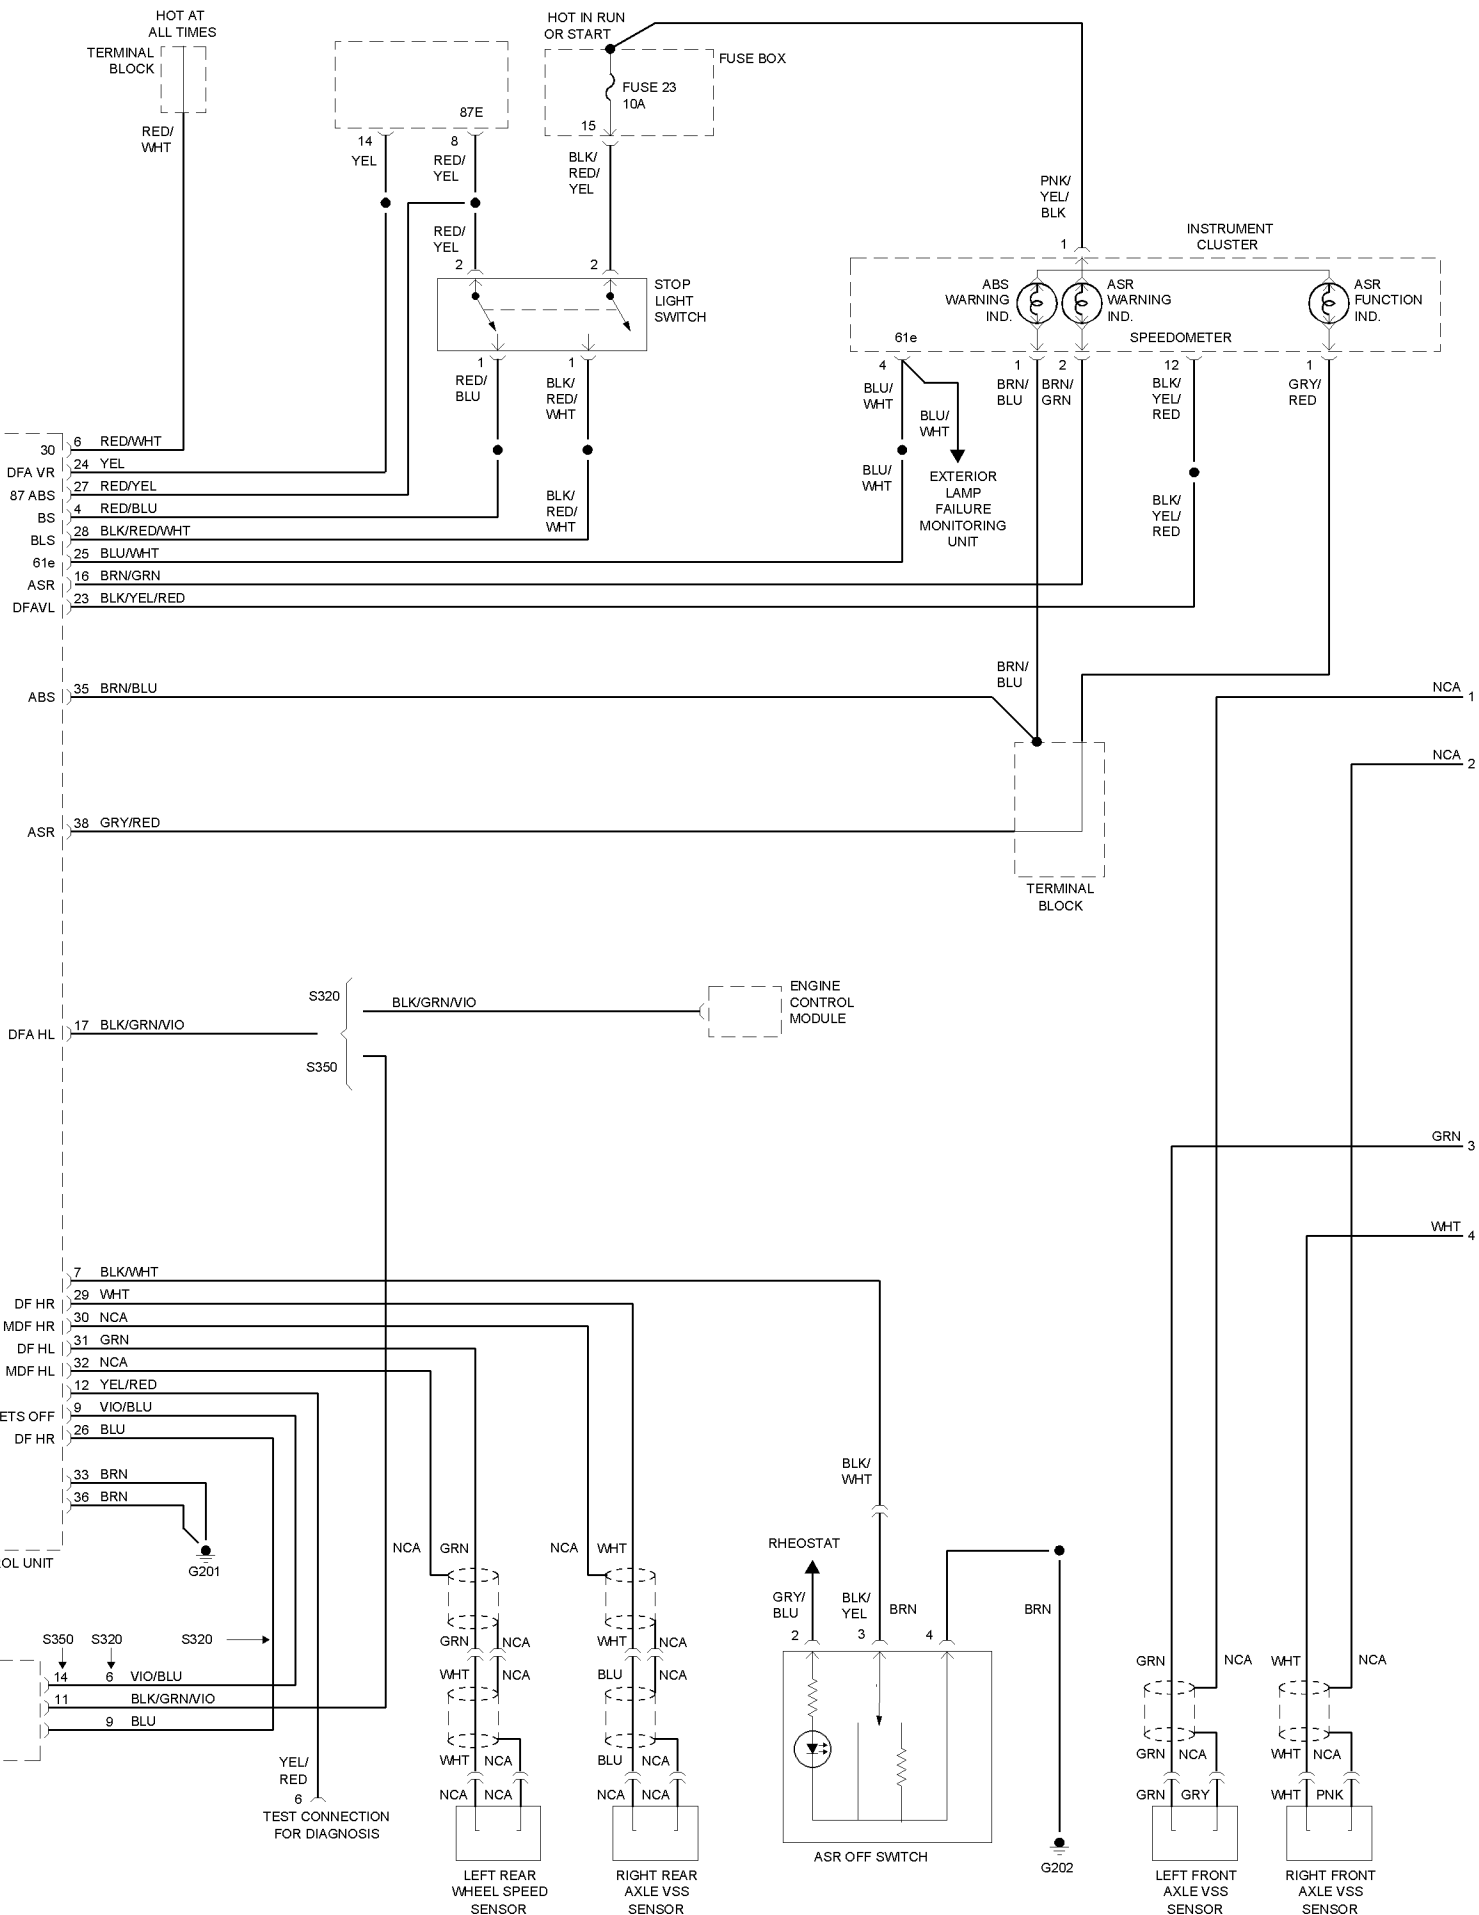 HOT AT
ALL TIMES
TERMINAL
BLOCK
RED/
WHT
87E
14
8
YEL
RED/
YEL
RED/
YEL
2
HOT IN RUN
OR START
FUSE BOX
FUSE 23
10A
15
BLK/
RED/
YEL
2
STOP
LIGHT
SWITCH
1
RED/
BLU
1
BLK/
RED/
WHT
BLK/
RED/
WHT
PNK/
YEL/
BLK
1
INSTRUMENT
CLUSTER
ABS
WARNING
IND.
ASR
WARNING
IND.
ASR
FUNCTION
IND.
61e
SPEEDOMETER
4
BLU/
WHT
BLU/
WHT
BLU/
WHT
EXTERIOR
LAMP
FAILURE
MONITORING
UNIT
1
BRN/
BLU
2
BRN/
GRN
12
BLK/
YEL/
RED
BLK/
YEL/
RED
1
GRY/
RED
30 6 RED/WHT
DFA VR 24 YEL
87 ABS 27 RED/YEL
BS 4 RED/BLU
BLS 28 BLK/RED/WHT
61e 25 BLU/WHT
ASR 16 BRN/GRN
DFAVL 23 BLK/YEL/RED
BRN/
BLU
ABS 35 BRN/BLU
NCA 1
NCA 2
ASR 38 GRY/RED
TERMINAL
BLOCK
S320
BLK/GRN/VIO
ENGINE
CONTROL
MODULE
DFA HL 17 BLK/GRN/VIO
S350
GRN 3
WHT 4
7 BLK/WHT
DF HR 29 WHT
MDF HR 30 NCA
DF HL 31 GRN
MDF HL 32 NCA
12 YEL/RED
ETS OFF 9 VIO/BLU
DF HR 26 BLU
33 BRN
36 BRN
OL UNIT
G201
S350 S320 S320
14 6 VIO/BLU
11 BLK/GRN/VIO
9 BLU
YEL/
RED
6
TEST CONNECTION
FOR DIAGNOSIS
NCA GRN
GRN NCA
WHT NCA
WHT NCA
NCA NCA
LEFT REAR
WHEEL SPEED
SENSOR
NCA WHT
WHT NCA
BLU NCA
BLU NCA
NCA NCA
RIGHT REAR
AXLE VSS
SENSOR
BLK/
WHT
RHEOSTAT
GRY/
BLU
2
BLK/
YEL
3
BRN
4
BRN
ASR OFF SWITCH
G202
GRN NCA
GRN NCA
GRN GRY
LEFT FRONT
AXLE VSS
SENSOR
WHT NCA
WHT NCA
WHT PNK
RIGHT FRONT
AXLE VSS
SENSOR